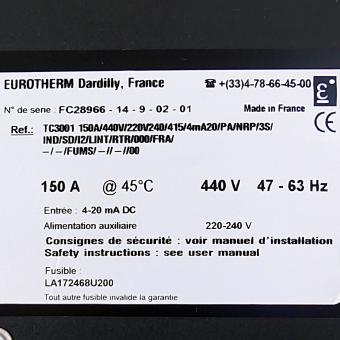 EUROTHERM Dardilly, France ☎ +(33)4-78-66-45-00
N° de serie : FC28966 - 14 - 9 - 02 - 01 Made in France
Ref.: TC3001 150A/440V/220V240/415/4mA20/PA/NRP/3S/
IND/SD/I2/LINT/RTR/000/FRA/
-/-/FUMS/-//-//00
150 A @ 45°C 440 V 47 - 63 Hz
Entrée : 4-20 mA DC
Alimentation auxiliaire : 220-240 V
Consignes de sécurité : voir manuel d'installation
Safety instructions : see user manual
Fusible :
LA172468U200
Tout autre fusible invalide la garantie